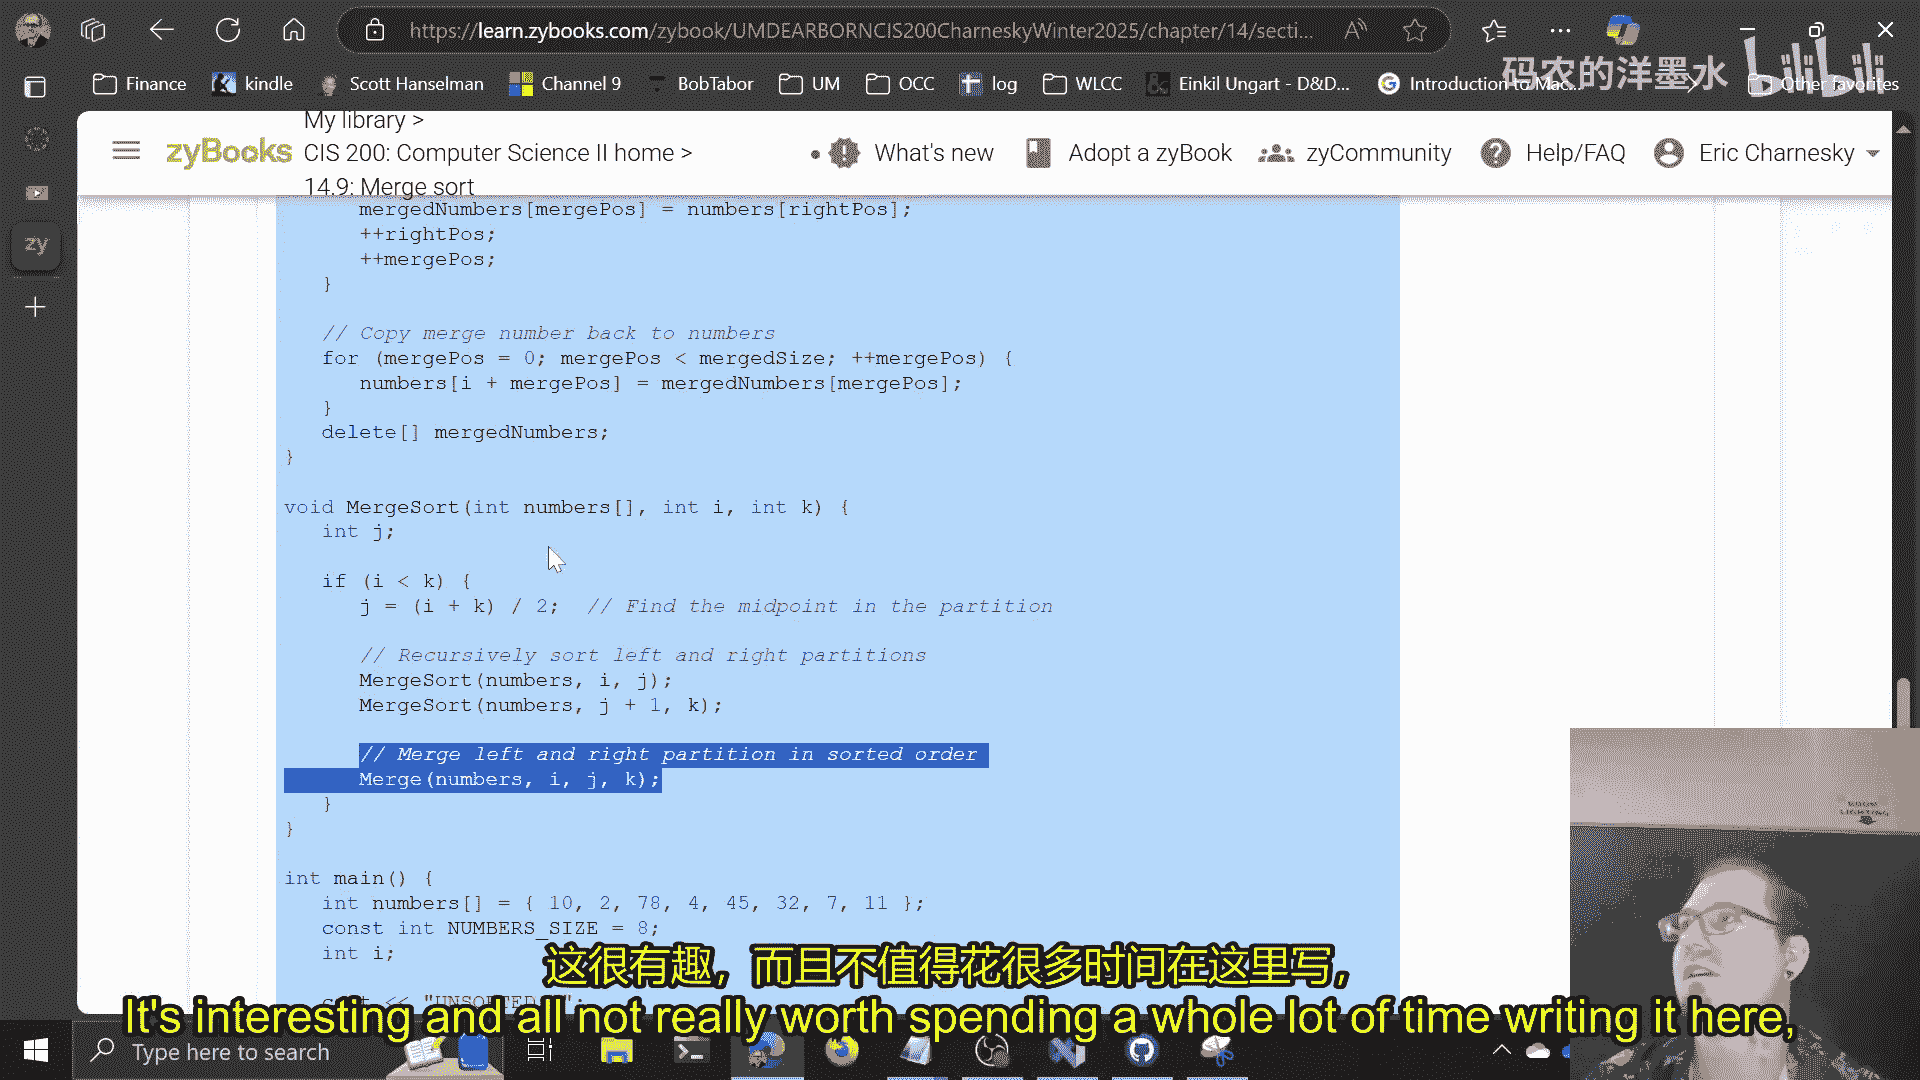 https://learn.zybooks.com/zybook/UMDEARBORNCIS200CharneskyWinter2025/chapter/14/secti...
码农的洋墨水
bilibili
Finance
kindle
Scott Hanselman
Channel 9
BobTabor
UM
OCC
log
WLCC
Einkil Ungart - D&D...
Introduction to Mac...
Other favorites
zyBooks
My library >
CIS 200: Computer Science II home >
14.9: Merge sort
What's new
Adopt a zyBook
zyCommunity
Help/FAQ
Eric Charnesky
zy
mergedNumbers[mergePos] = numbers[rightPos];
++rightPos;
++mergePos;
}
// Copy merge number back to numbers
for (mergePos = 0; mergePos < mergedSize; ++mergePos) {
numbers[i + mergePos] = mergedNumbers[mergePos];
}
delete[] mergedNumbers;
}
void MergeSort(int numbers[], int i, int k) {
int j;
if (i < k) {
j = (i + k) / 2; // Find the midpoint in the partition
// Recursively sort left and right partitions
MergeSort(numbers, i, j);
MergeSort(numbers, j + 1, k);
// Merge left and right partition in sorted order
Merge(numbers, i, j, k);
}
}
int main() {
int numbers[] = { 10, 2, 78, 4, 45, 32, 7, 11 };
const int NUMBERS_SIZE = 8;
int i;
这很有趣，而且不值得花很多时间在这里写，
It's interesting and all not really worth spending a whole lot of time writing it here,
Type here to search